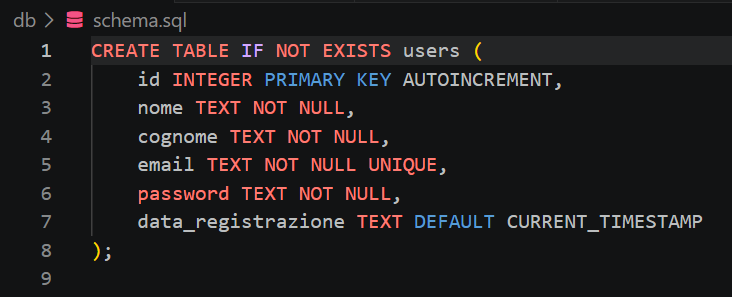 db > schema.sql
1 CREATE TABLE IF NOT EXISTS users (
2 id INTEGER PRIMARY KEY AUTOINCREMENT,
3 nome TEXT NOT NULL,
4 cognome TEXT NOT NULL,
5 email TEXT NOT NULL UNIQUE,
6 password TEXT NOT NULL,
7 data_registrazione TEXT DEFAULT CURRENT_TIMESTAMP
8 );
9